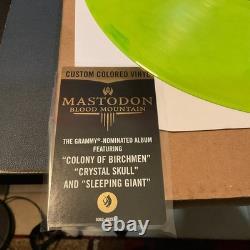 CUSTOM COLORED VINYL
MASTODON
BLOOD MOUNTAIN
THE GRAMMY®-NOMINATED ALBUM
FEATURING
"COLONY OF BIRCHMEN"
"CRYSTAL SKULL"
AND "SLEEPING GIANT"
ebay